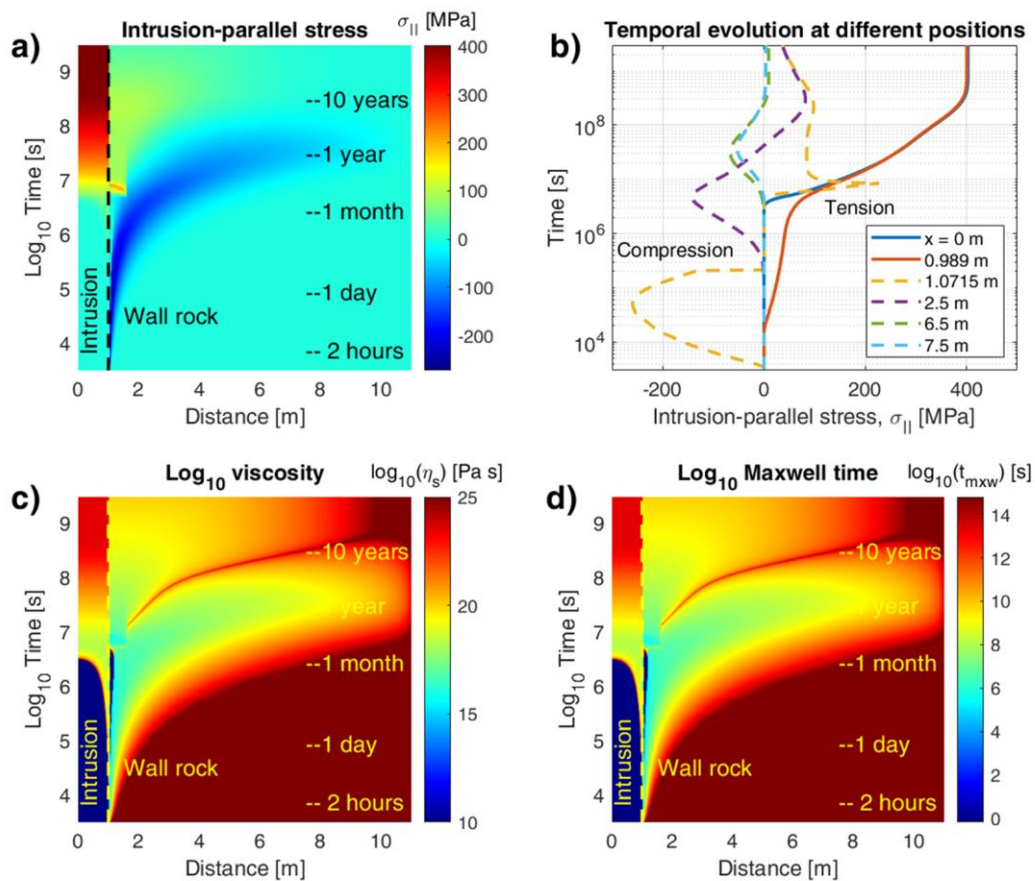 a)
Intrusion-parallel stress
σ|| [MPa]
400
300
200
100
0
-100
-200
9
8
7
6
5
4
Log10 Time [s]
--10 years
--1 year
--1 month
--1 day
-- 2 hours
Intrusion
Wall rock
0 2 4 6 8 10
Distance [m]
b)
Temporal evolution at different positions
10^8
10^6
10^4
Time [s]
Tension
Compression
x = 0 m
0.989 m
1.0715 m
2.5 m
6.5 m
7.5 m
-200 0 200 400
Intrusion-parallel stress, σ|| [MPa]
c)
Log10 viscosity
log10(ηs) [Pa s]
25
20
15
10
9
8
7
6
5
4
Log10 Time [s]
--10 years
year
--1 month
--1 day
-- 2 hours
Intrusion
Wall rock
0 2 4 6 8 10
Distance [m]
d)
Log10 Maxwell time
log10(tmxw) [s]
14
12
10
8
6
4
2
0
9
8
7
6
5
4
Log10 Time [s]
--10 years
year
--1 month
--1 day
-- 2 hours
Intrusion
Wall rock
0 2 4 6 8 10
Distance [m]